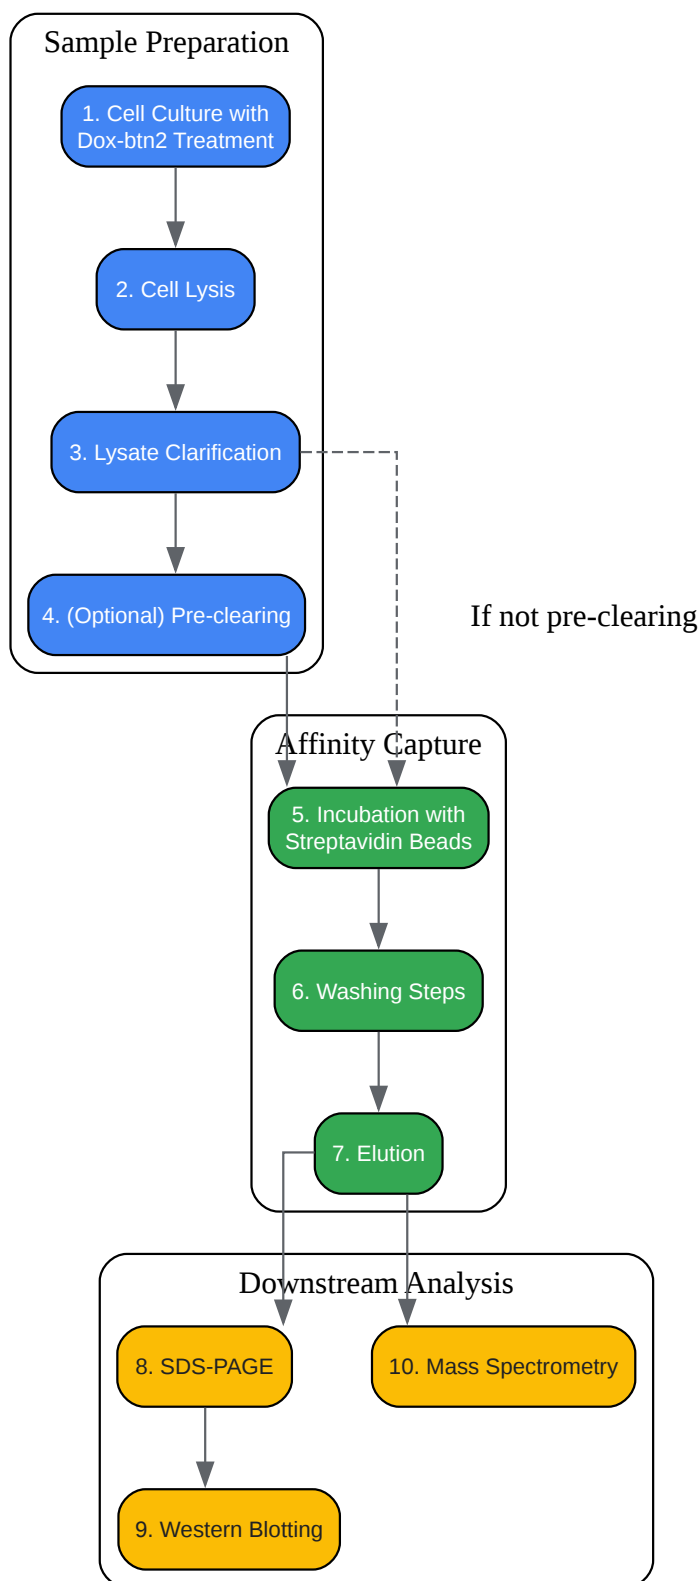 Sample Preparation
1. Cell Culture with
Dox-btn2 Treatment
2. Cell Lysis
3. Lysate Clarification
4. (Optional) Pre-clearing
If not pre-clearing
Affinity Capture
5. Incubation with
Streptavidin Beads
6. Washing Steps
7. Elution
Downstream Analysis
8. SDS-PAGE
10. Mass Spectrometry
9. Western Blotting